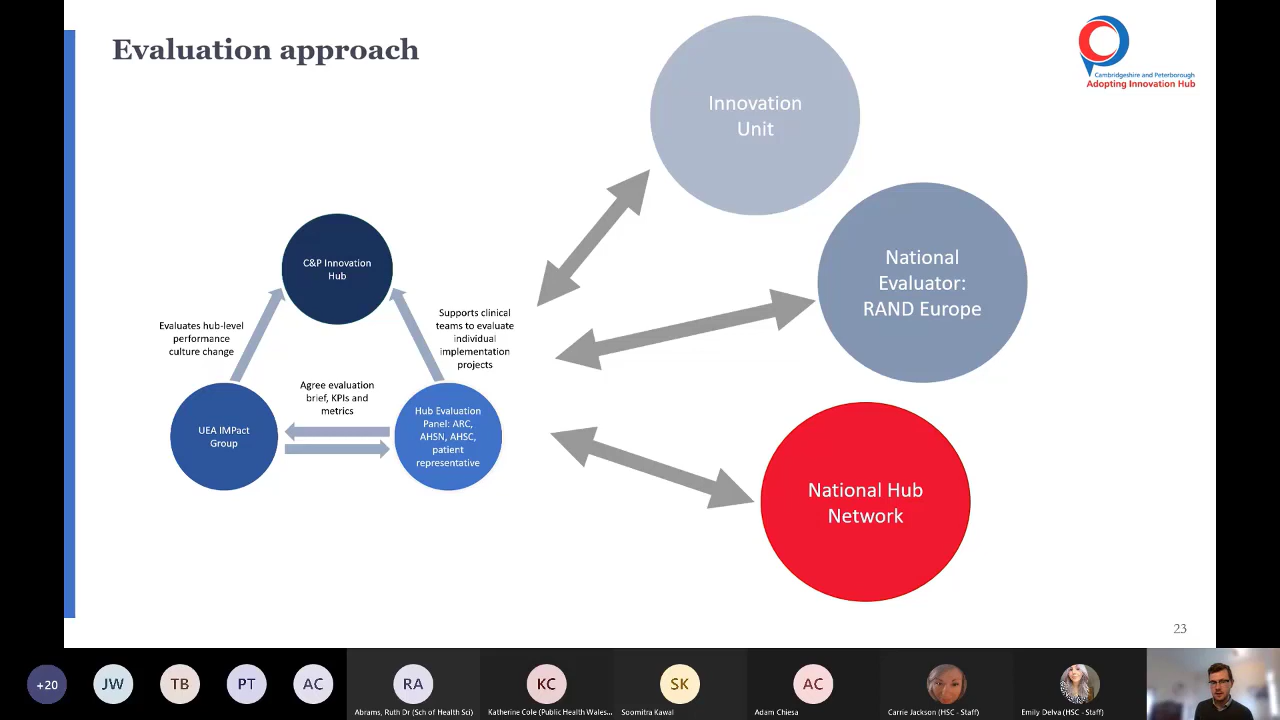 Evaluation approach
Cambridgeshire and Peterborough
Adopting Innovation Hub
Innovation
Unit
National
Evaluator:
RAND Europe
National Hub
Network
C&P Innovation
Hub
Evaluates hub-level
performance
culture change
Supports clinical
teams to evaluate
individual
implementation
projects
Agree evaluation
brief, KPIs and
metrics
UEA IMPact
Group
Hub Evaluation
Panel: ARC,
AHSN, AHSC,
patient
representative
23
+20
JW
TB
PT
AC
RA
KC
SK
AC
Abrams, Ruth Dr (Sch of Health Sci)
Katherine Cole (Public Health Wales...
Soomitra Kawal
Adam Chiesa
Carrie Jackson (HSC - Staff)
Emily Delva (HSC - Staff)